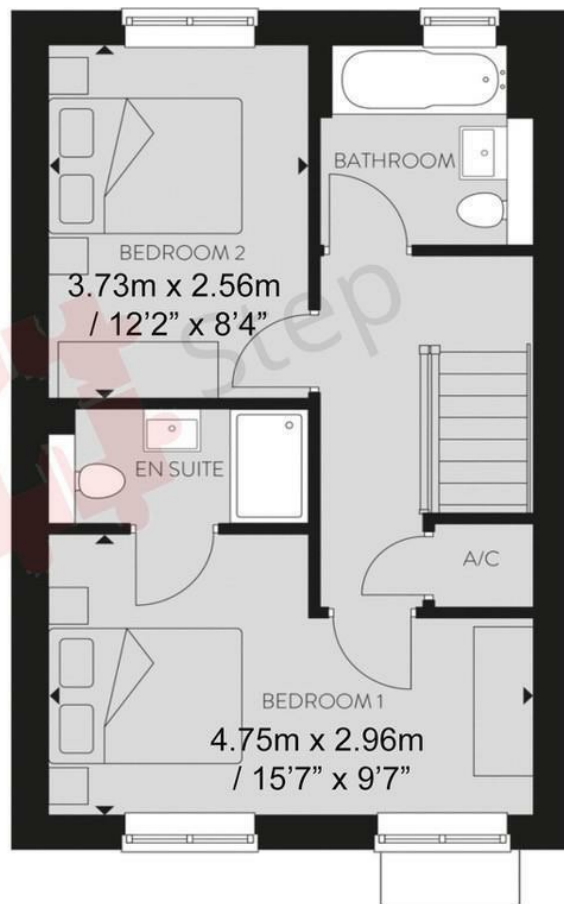 BATHROOM
BEDROOM 2
3.73m x 2.56m
/ 12’2” x 8’4”
Step
EN SUITE
A/C
BEDROOM 1
4.75m x 2.96m
/ 15’7” x 9’7”